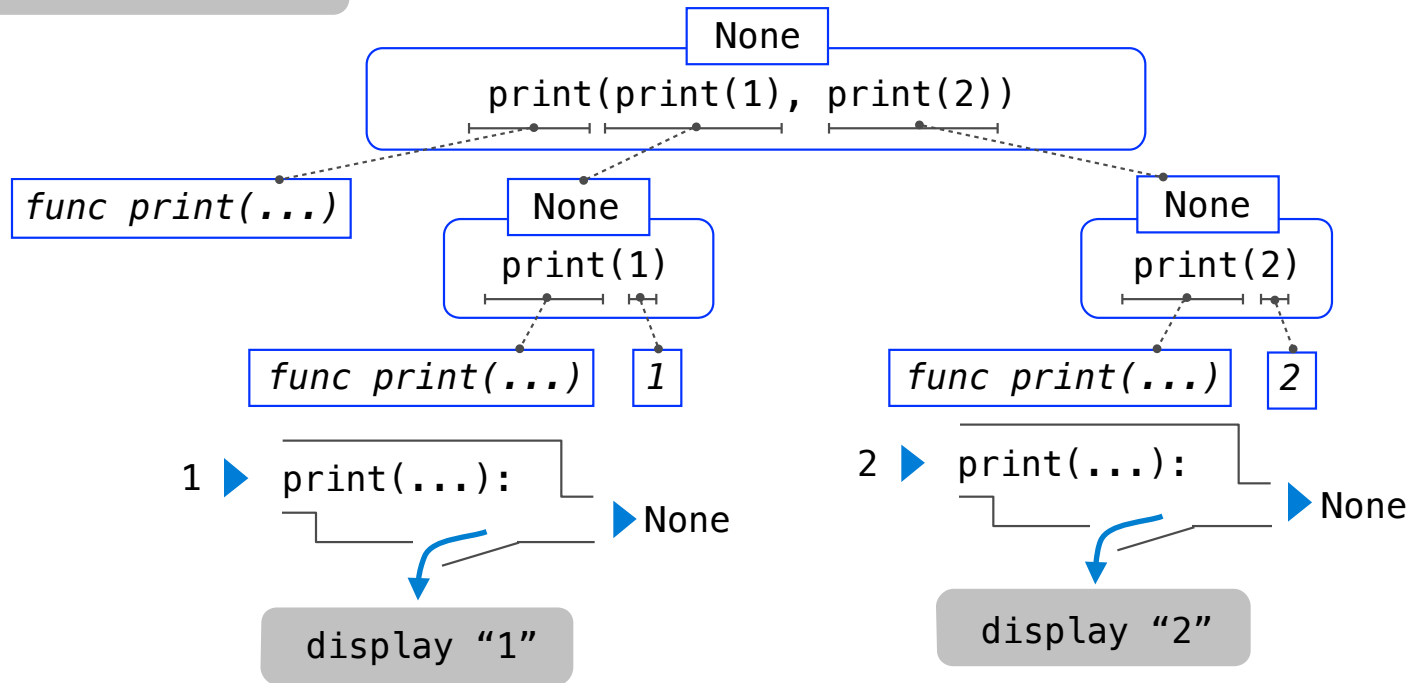 None
print(print(1), print(2))
func print(...)
None
None
print(1)
print(2)
func print(...)
1
func print(...)
2
1
print(...):
None
2
print(...):
None
display “1”
display “2”